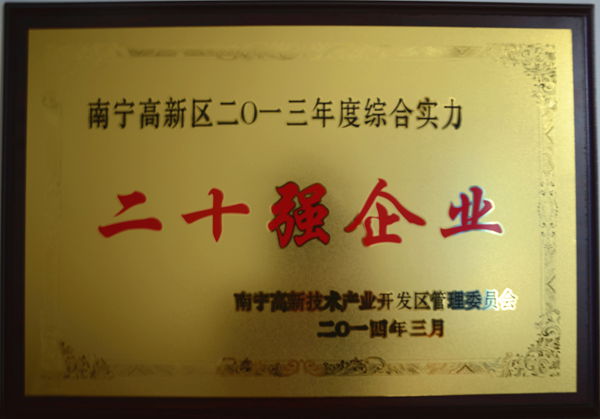 南宁高新区二〇一三年度综合实力
二十强企业
南宁高新技术产业开发区管理委员会
二〇一四年三月